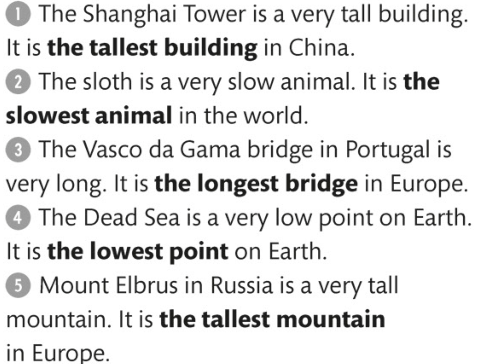 1 The Shanghai Tower is a very tall building.
It is the tallest building in China.
2 The sloth is a very slow animal. It is the
slowest animal in the world.
3 The Vasco da Gama bridge in Portugal is
very long. It is the longest bridge in Europe.
4 The Dead Sea is a very low point on Earth.
It is the lowest point on Earth.
5 Mount Elbrus in Russia is a very tall
mountain. It is the tallest mountain
in Europe.